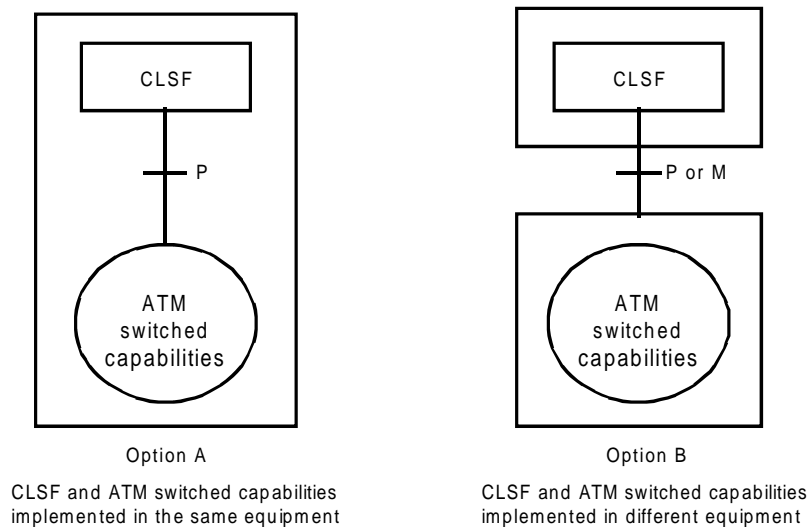 CLSF
P
ATM
switched
capabilities
Option A
CLSF and ATM switched capabilities
implemented in the same equipment
CLSF
P or M
ATM
switched
capabilities
Option B
CLSF and ATM switched capabilities
implemented in different equipment